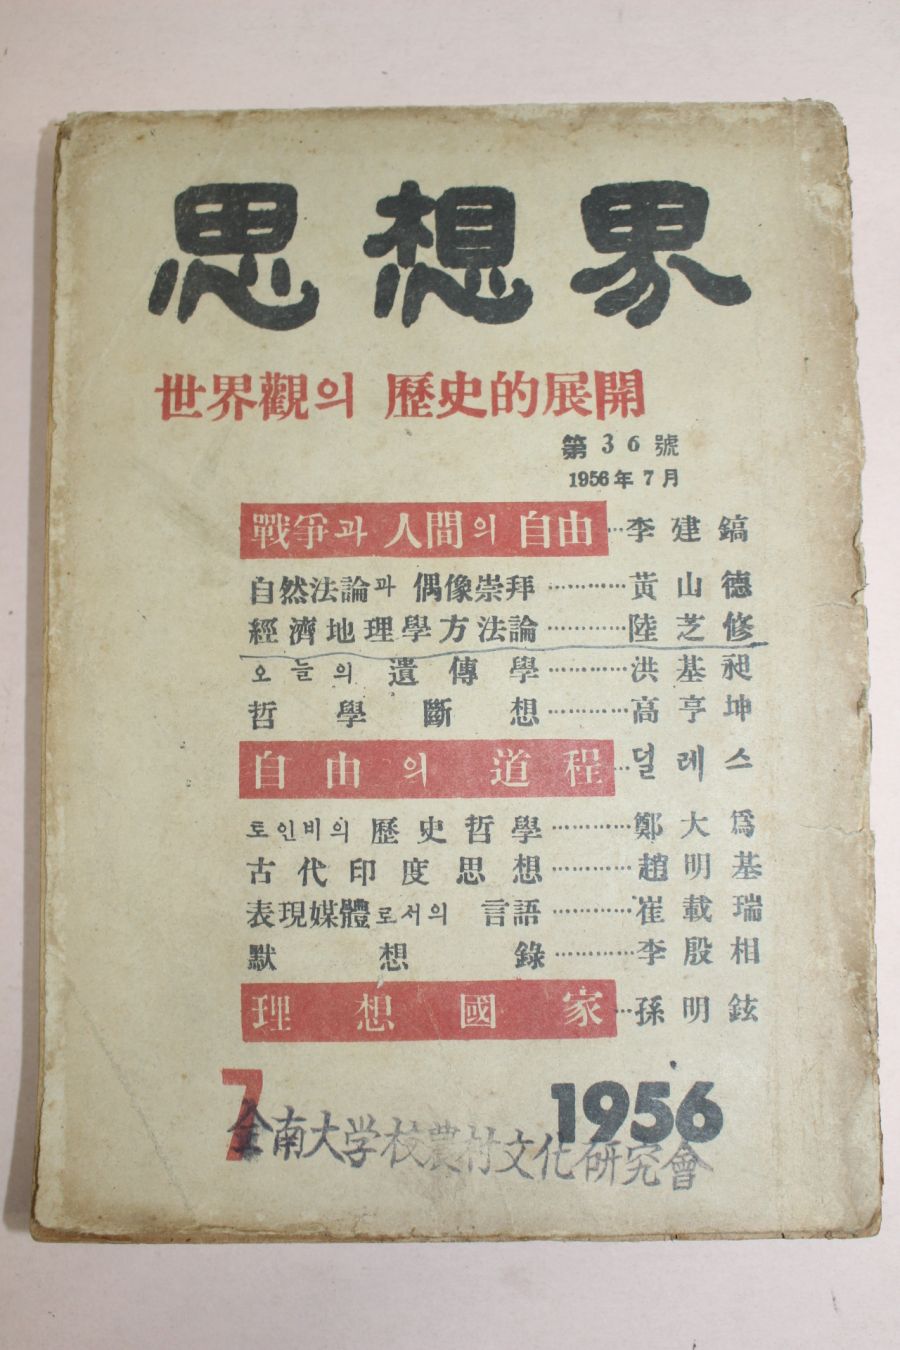 思想界
世界觀의 歷史的展開
第36號
1956年7月
戰爭과 人間의 自由…李建鎬
自然法論과 偶像崇拜…………黃山德
經濟地理學方法論…………陸芝修
오늘의 遺傳學…………洪基昶
哲學斷想…………高亨坤
自由의 道程…덜레스
토인비의 歷史哲學…………鄭大爲
古代印度思想…………趙明基
表現媒體로서의 言語…………崔載瑞
默想錄…………李殷相
理想國家…孫明鉉
7 1956
全南大学校農村文化研究會